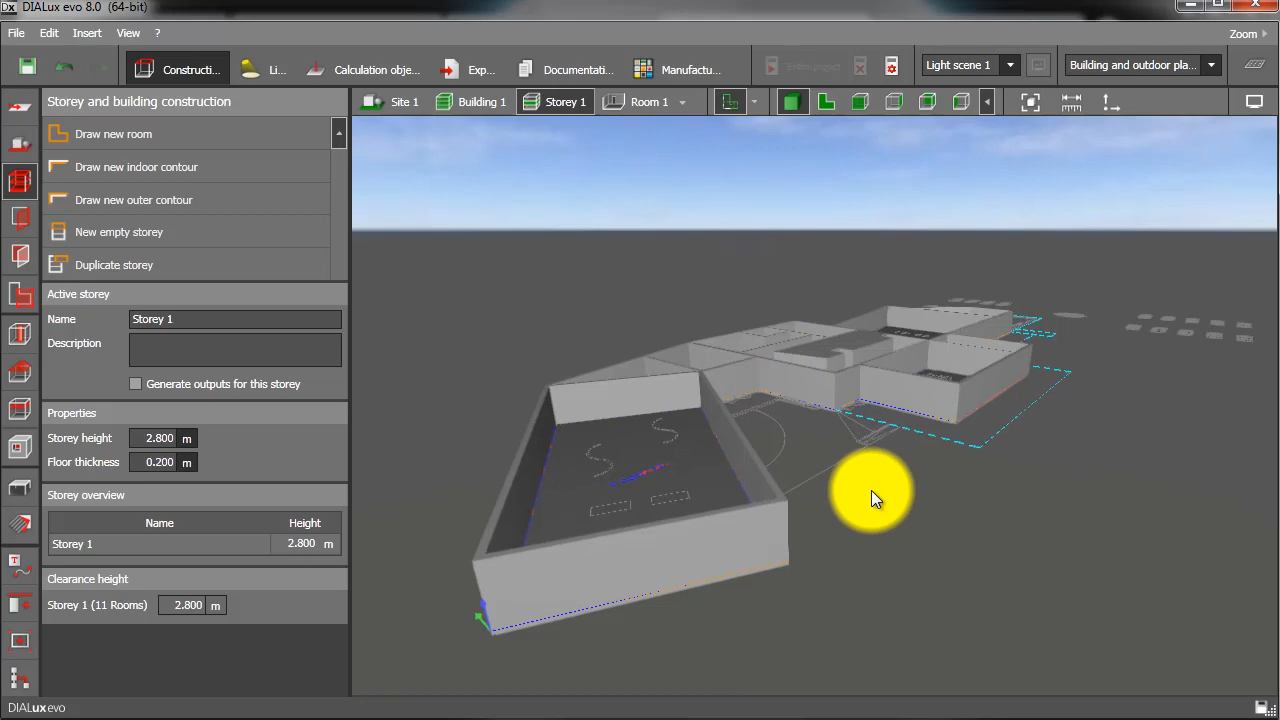 DIALux evo 8.0 (64-bit)
File Edit Insert View ? Zoom
Constructi... Li... Calculation obje... Exp... Documentati... Manufactu... Light scene 1 Building and outdoor pla...
Storey and building construction
Site 1 Building 1 Storey 1 Room 1
Draw new room
Draw new indoor contour
Draw new outer contour
New empty storey
Duplicate storey
Active storey
Name Storey 1
Description
Generate outputs for this storey
Properties
Storey height 2.800 m
Floor thickness 0.200 m
Storey overview
Name Height
Storey 1 2.800 m
Clearance height
Storey 1 (11 Rooms) 2.800 m
DIALux evo